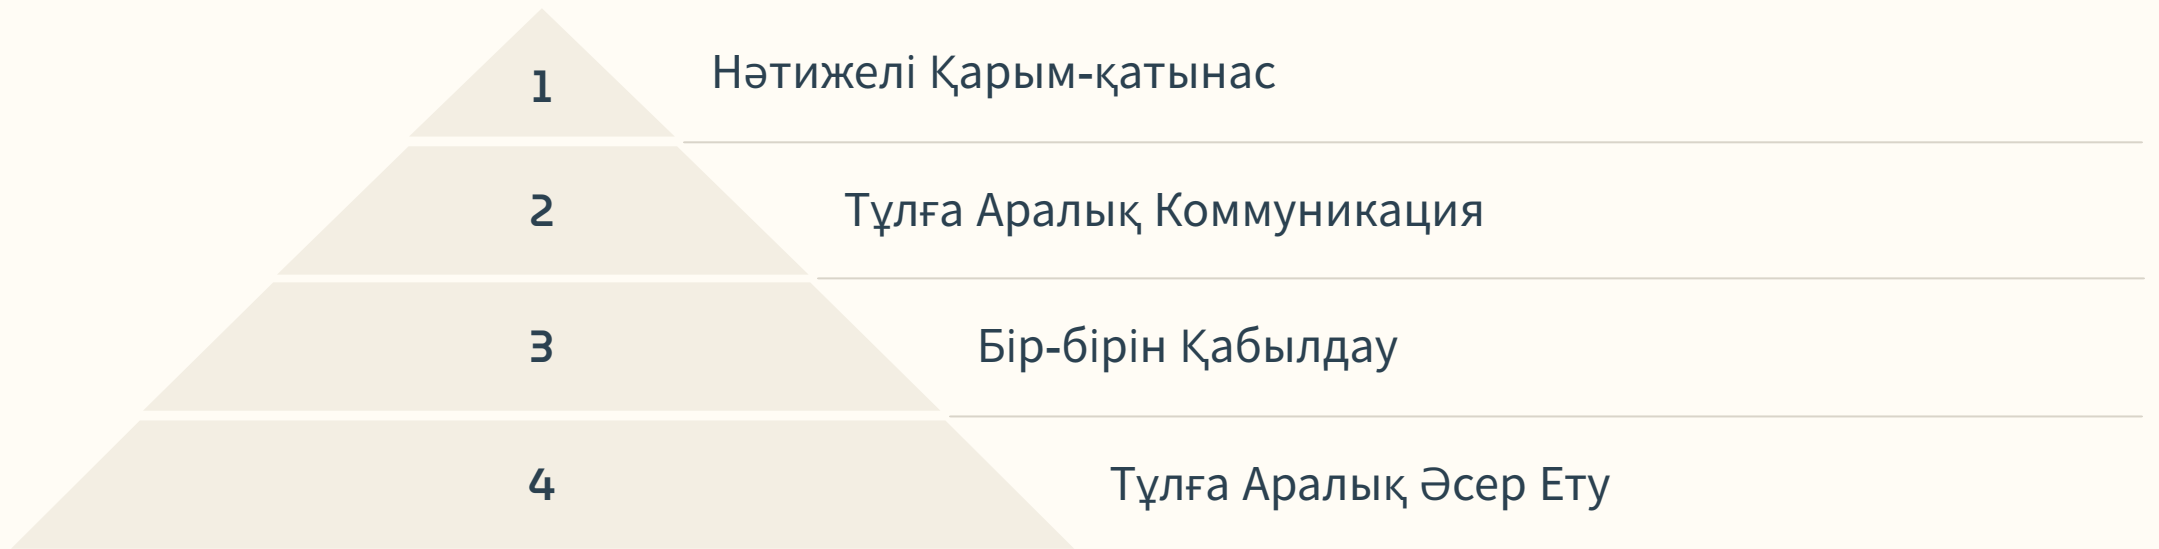 1
Нәтижелі Қарым-қатынас
2
Тұлға Аралық Коммуникация
3
Бір-бірін Қабылдау
4
Тұлға Аралық Әсер Ету